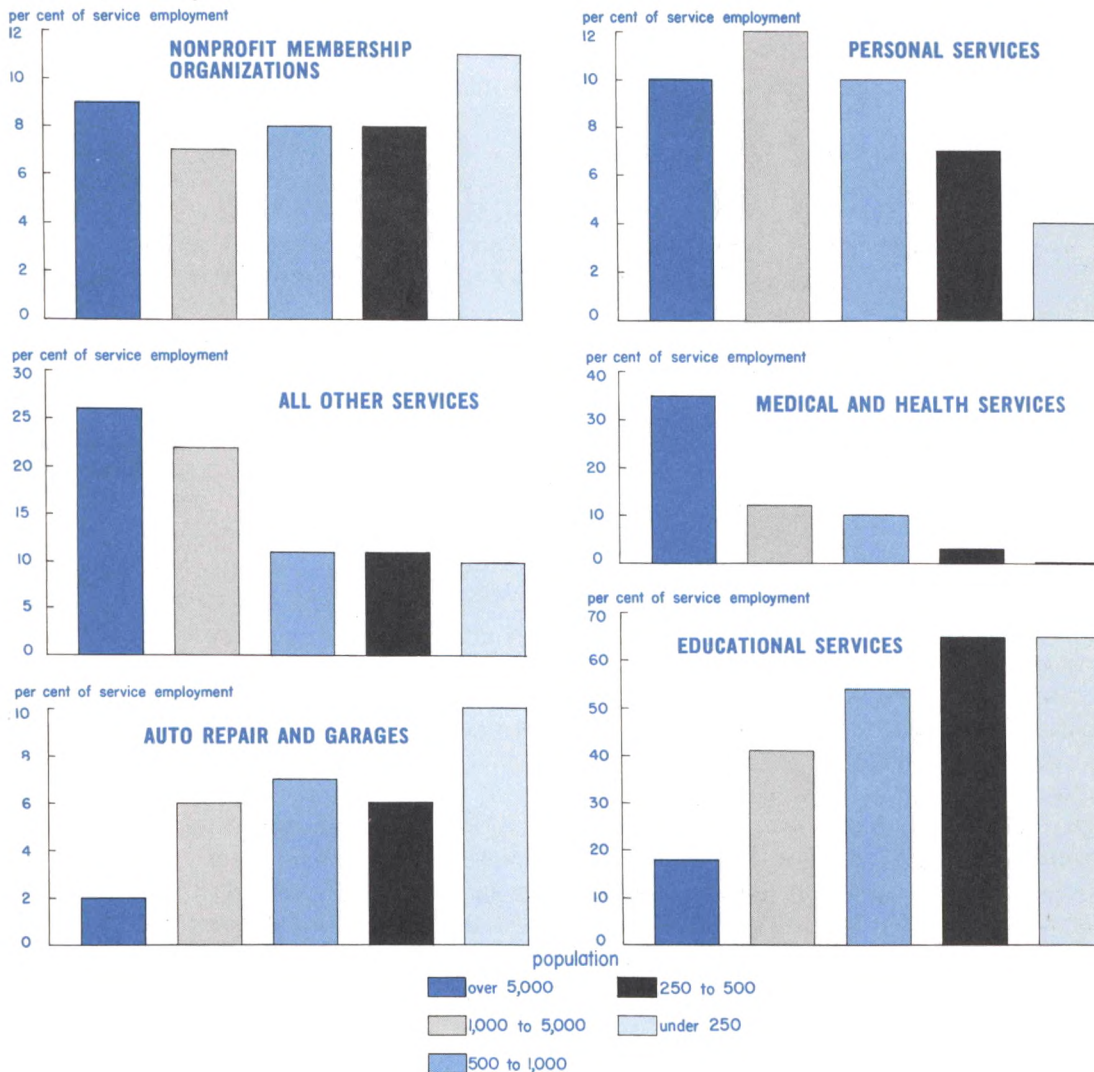 per cent of service employment
12
10
8
6
4
2
0
NONPROFIT MEMBERSHIP
ORGANIZATIONS
per cent of service employment
12
10
8
6
4
2
0
PERSONAL SERVICES
per cent of service employment
30
25
20
15
10
5
0
ALL OTHER SERVICES
per cent of service employment
40
30
20
10
0
MEDICAL AND HEALTH SERVICES
per cent of service employment
10
8
6
4
2
0
AUTO REPAIR AND GARAGES
per cent of service employment
70
60
50
40
30
20
10
0
EDUCATIONAL SERVICES
population
over 5,000
1,000 to 5,000
500 to 1,000
250 to 500
under 250